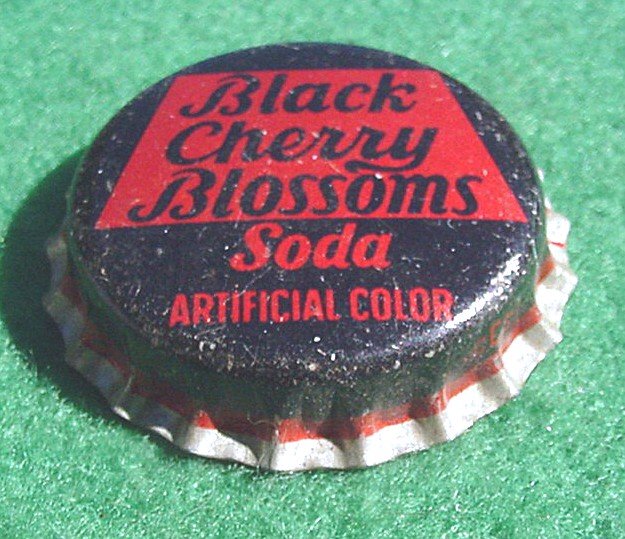 Black
Cherry
Blossoms
Soda
ARTIFICIAL COLOR